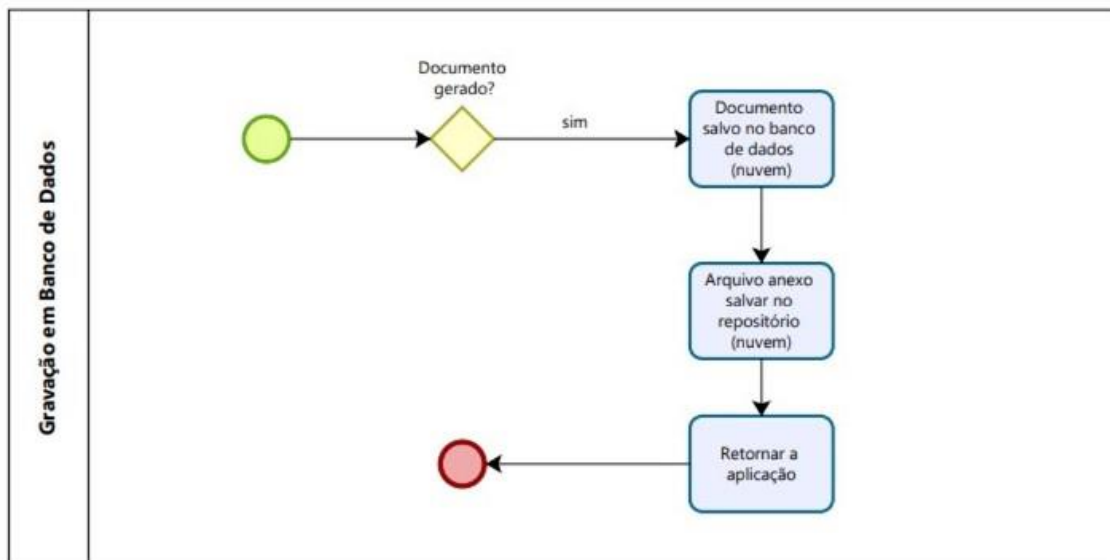 Gravação em Banco de Dados
Documento
gerado?
sim
Documento
salvo no banco
de dados
(nuvem)
Arquivo anexo
salvar no
repositório
(nuvem)
Retornar a
aplicação